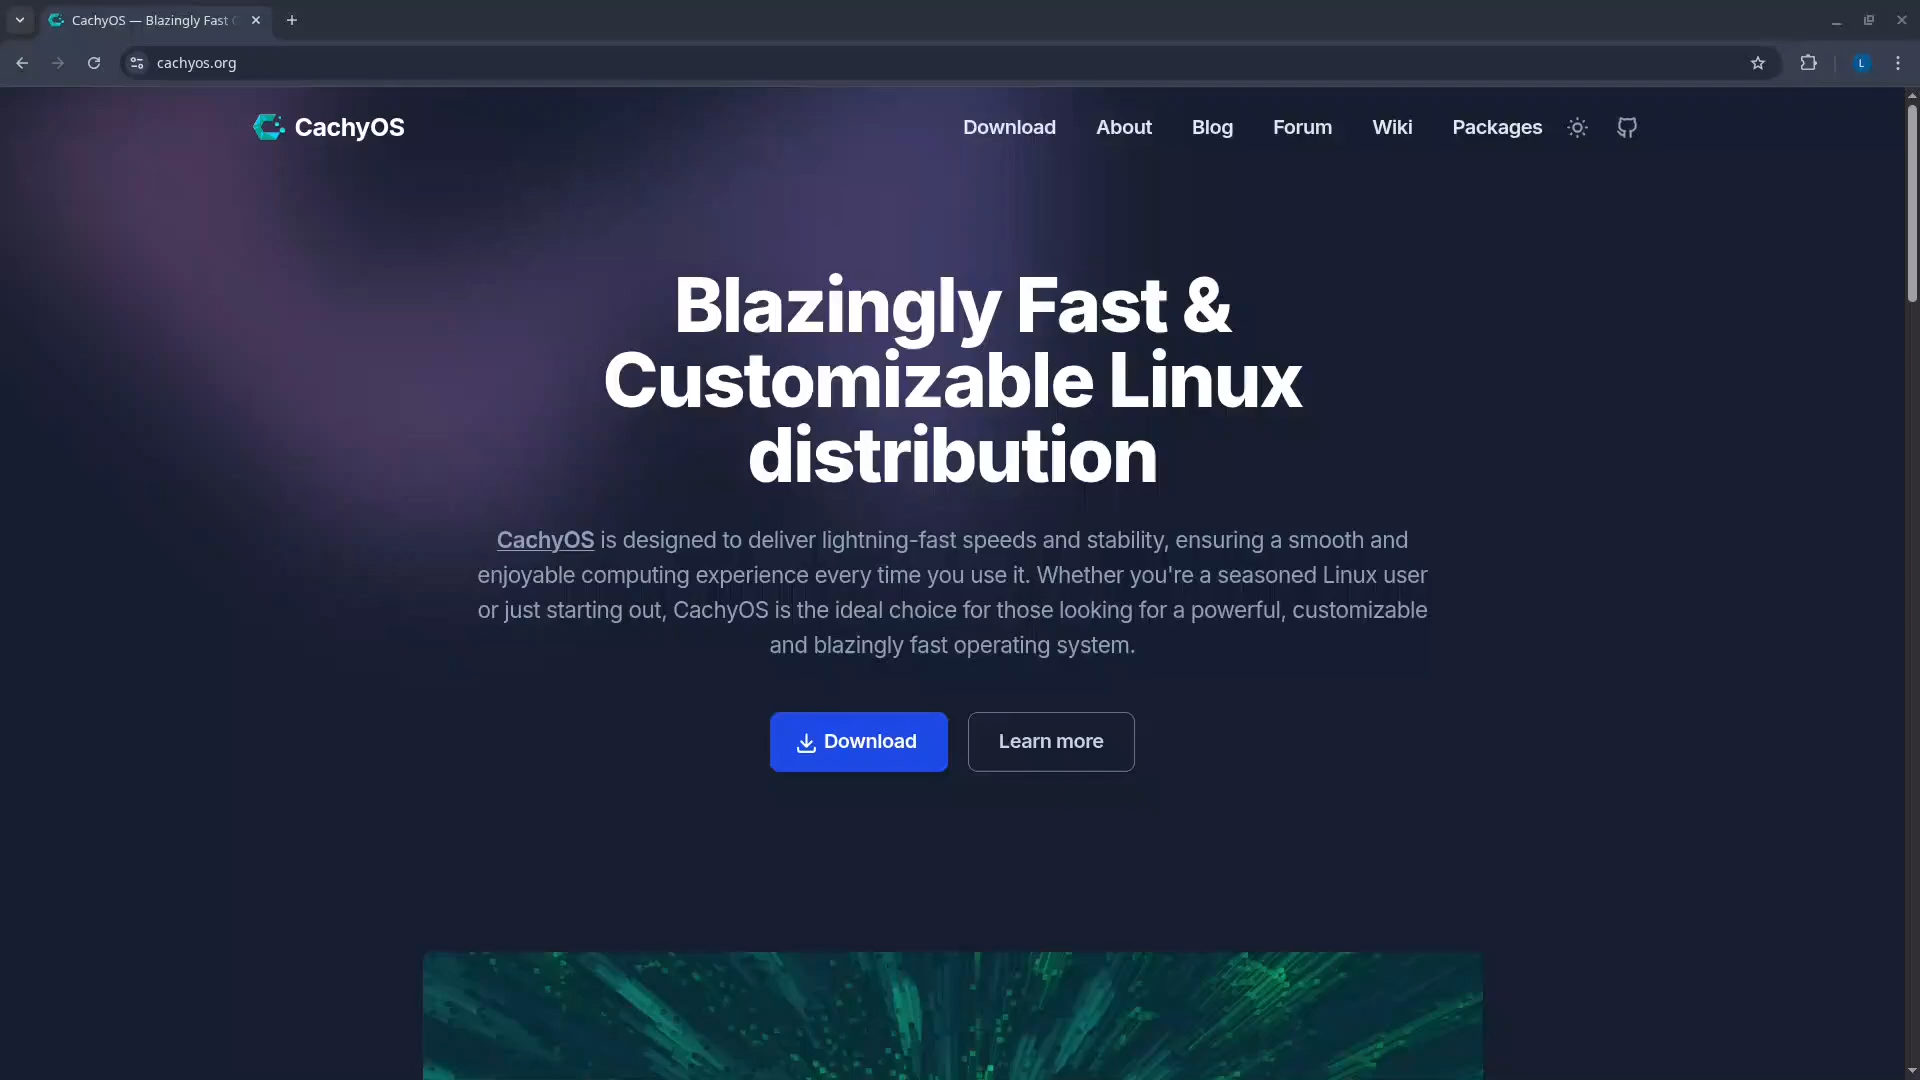 CachyOS — Blazingly Fast
cachyos.org
L
CachyOS
Download
About
Blog
Forum
Wiki
Packages
Blazingly Fast &
Customizable Linux
distribution
CachyOS is designed to deliver lightning-fast speeds and stability, ensuring a smooth and
enjoyable computing experience every time you use it. Whether you're a seasoned Linux user
or just starting out, CachyOS is the ideal choice for those looking for a powerful, customizable
and blazingly fast operating system.
Download
Learn more